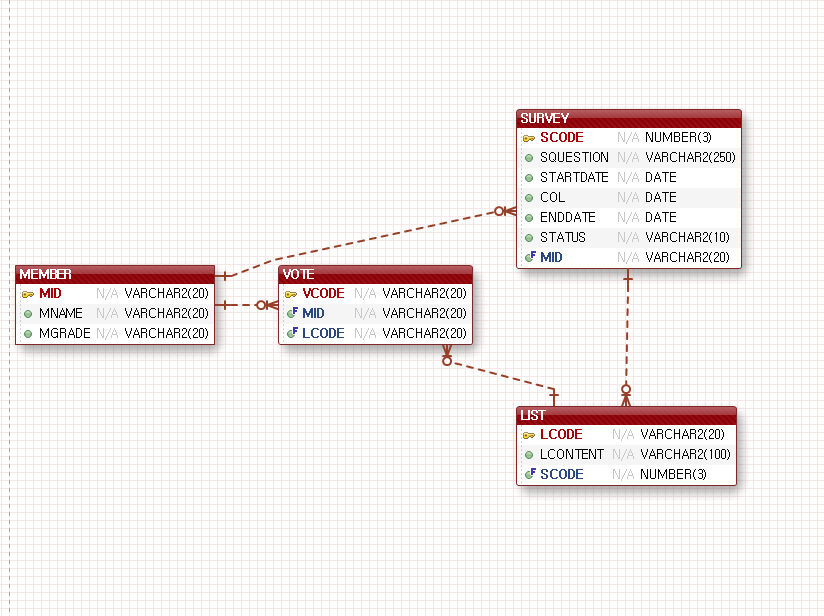 SURVEY
SCODE N/A NUMBER(3)
SQUESTION N/A VARCHAR2(250)
STARTDATE N/A DATE
COL N/A DATE
ENDDATE N/A DATE
STATUS N/A VARCHAR2(10)
MID N/A VARCHAR2(20)
MEMBER
MID N/A VARCHAR2(20)
MNAME N/A VARCHAR2(20)
MGRADE N/A VARCHAR2(20)
VOTE
VCODE N/A VARCHAR2(20)
MID N/A VARCHAR2(20)
LCODE N/A VARCHAR2(20)
LIST
LCODE N/A VARCHAR2(20)
LCONTENT N/A VARCHAR2(100)
SCODE N/A NUMBER(3)